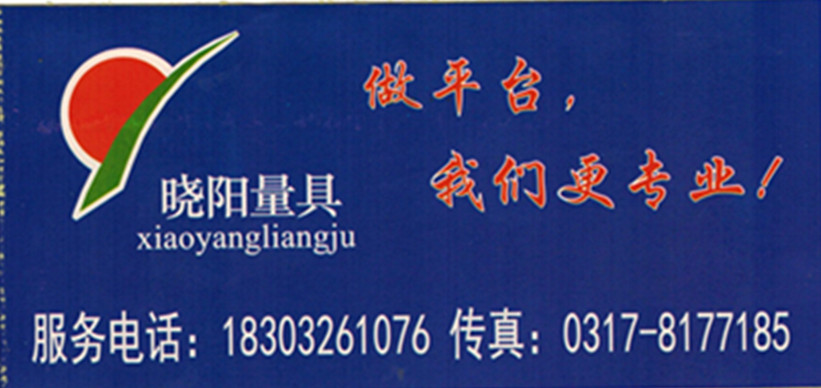 做平台，
我们更专业！
晓阳量具
xiaoyangliangju
服务电话：18303261076 传真：0317-8177185